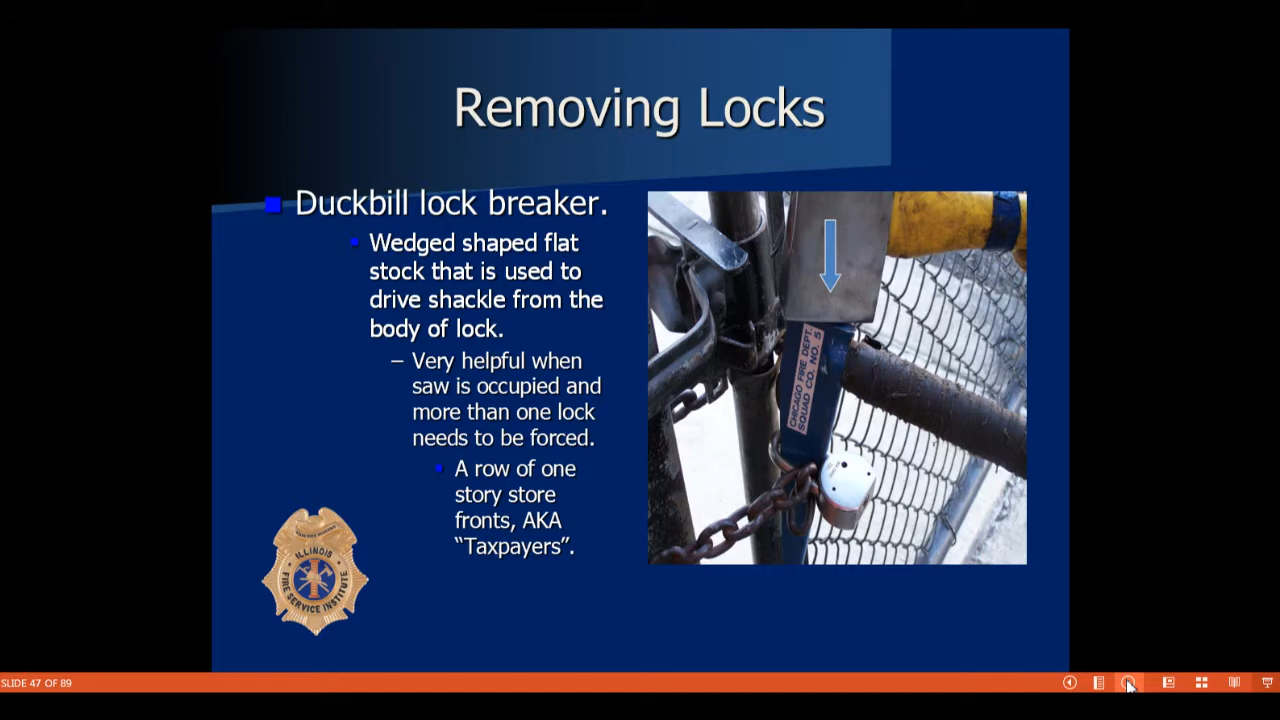 Removing Locks
Duckbill lock breaker.
Wedged shaped flat
stock that is used to
drive shackle from the
body of lock.
– Very helpful when
saw is occupied and
more than one lock
needs to be forced.
A row of one
story store
fronts, AKA
“Taxpayers”.
CHICAGO FIRE DEPT.
SQUAD CO. NO. 5
ILLINOIS
FIRE SERVICE INSTITUTE
SLIDE 47 OF 89